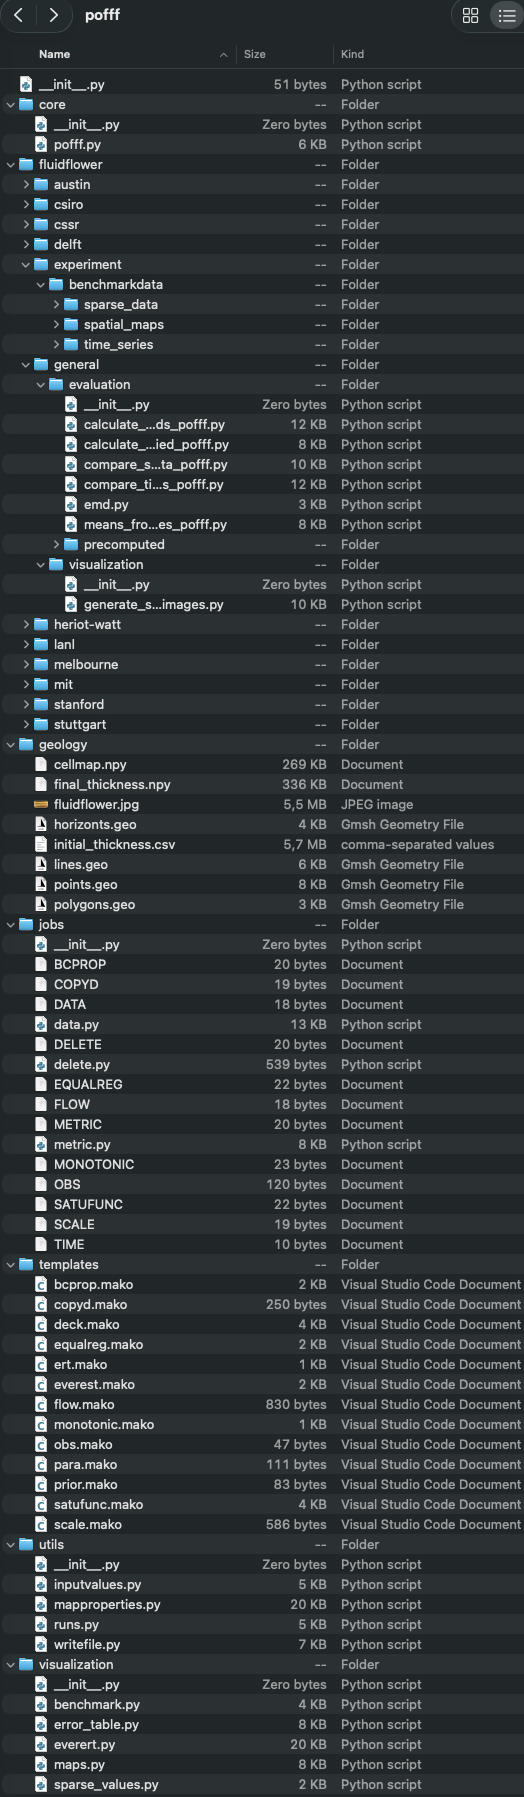 pofff
Name Size Kind
__init__.py 51 bytes Python script
core -- Folder
__init__.py Zero bytes Python script
pofff.py 6 KB Python script
fluidflower -- Folder
austin -- Folder
csiro -- Folder
cssr -- Folder
delft -- Folder
experiment -- Folder
benchmarkdata -- Folder
sparse_data -- Folder
spatial_maps -- Folder
time_series -- Folder
general -- Folder
evaluation -- Folder
__init__.py Zero bytes Python script
calculate_...ds_pofff.py 12 KB Python script
calculate_...ied_pofff.py 8 KB Python script
compare_s...ta_pofff.py 10 KB Python script
compare_ti...s_pofff.py 12 KB Python script
emd.py 3 KB Python script
means_fro...es_pofff.py 8 KB Python script
precomputed -- Folder
visualization -- Folder
__init__.py Zero bytes Python script
generate_s...images.py 10 KB Python script
heriot-watt -- Folder
lanl -- Folder
melbourne -- Folder
mit -- Folder
stanford -- Folder
stuttgart -- Folder
geology -- Folder
cellmap.npy 269 KB Document
final_thickness.npy 336 KB Document
fluidflower.jpg 5,5 MB JPEG image
horizonts.geo 4 KB Gmsh Geometry File
initial_thickness.csv 5,7 MB comma-separated values
lines.geo 6 KB Gmsh Geometry File
points.geo 8 KB Gmsh Geometry File
polygons.geo 3 KB Gmsh Geometry File
jobs -- Folder
__init__.py Zero bytes Python script
BCPROP 20 bytes Document
COPYD 19 bytes Document
DATA 18 bytes Document
data.py 13 KB Python script
DELETE 20 bytes Document
delete.py 539 bytes Python script
EQUALREG 22 bytes Document
FLOW 18 bytes Document
METRIC 20 bytes Document
metric.py 8 KB Python script
MONOTONIC 23 bytes Document
OBS 120 bytes Document
SATUFUNC 22 bytes Document
SCALE 19 bytes Document
TIME 10 bytes Document
templates -- Folder
bcprop.mako 2 KB Visual Studio Code Document
copyd.mako 250 bytes Visual Studio Code Document
deck.mako 4 KB Visual Studio Code Document
equalreg.mako 2 KB Visual Studio Code Document
ert.mako 1 KB Visual Studio Code Document
everest.mako 2 KB Visual Studio Code Document
flow.mako 830 bytes Visual Studio Code Document
monotonic.mako 1 KB Visual Studio Code Document
obs.mako 47 bytes Visual Studio Code Document
para.mako 111 bytes Visual Studio Code Document
prior.mako 83 bytes Visual Studio Code Document
satufunc.mako 4 KB Visual Studio Code Document
scale.mako 586 bytes Visual Studio Code Document
utils -- Folder
__init__.py Zero bytes Python script
inputvalues.py 5 KB Python script
mapproperties.py 20 KB Python script
runs.py 5 KB Python script
writefile.py 7 KB Python script
visualization -- Folder
__init__.py Zero bytes Python script
benchmark.py 4 KB Python script
error_table.py 8 KB Python script
everert.py 20 KB Python script
maps.py 8 KB Python script
sparse_values.py 2 KB Python script